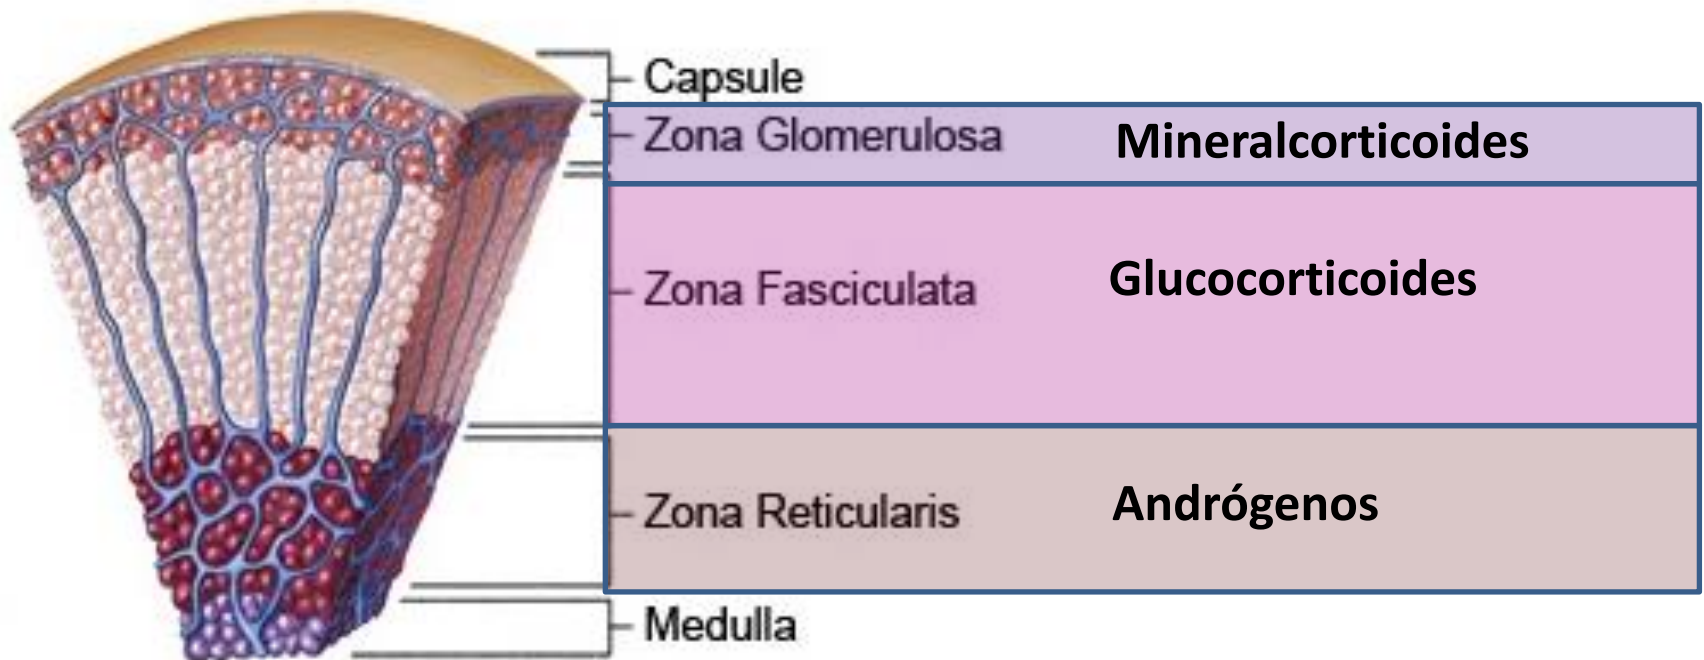 Capsule
Zona Glomerulosa Mineralcorticoides
Zona Fasciculata Glucocorticoides
Zona Reticularis Andrógenos
Medulla